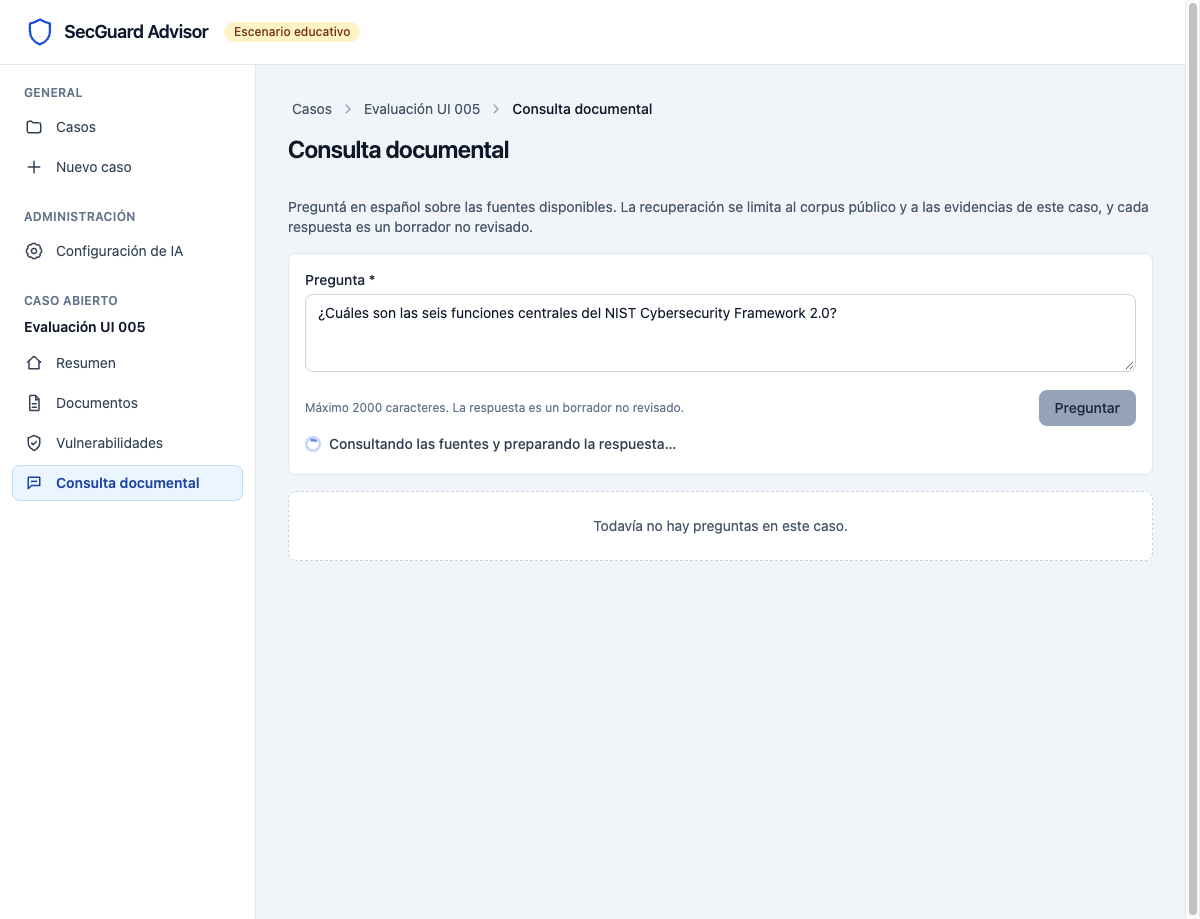 SecGuard Advisor
Escenario educativo
GENERAL
Casos
Nuevo caso
ADMINISTRACIÓN
Configuración de IA
CASO ABIERTO
Evaluación UI 005
Resumen
Documentos
Vulnerabilidades
Consulta documental
Casos > Evaluación UI 005 > Consulta documental
Consulta documental
Preguntá en español sobre las fuentes disponibles. La recuperación se limita al corpus público y a las evidencias de este caso, y cada
respuesta es un borrador no revisado.
Pregunta *
¿Cuáles son las seis funciones centrales del NIST Cybersecurity Framework 2.0?
Máximo 2000 caracteres. La respuesta es un borrador no revisado.
Preguntar
Consultando las fuentes y preparando la respuesta...
Todavía no hay preguntas en este caso.